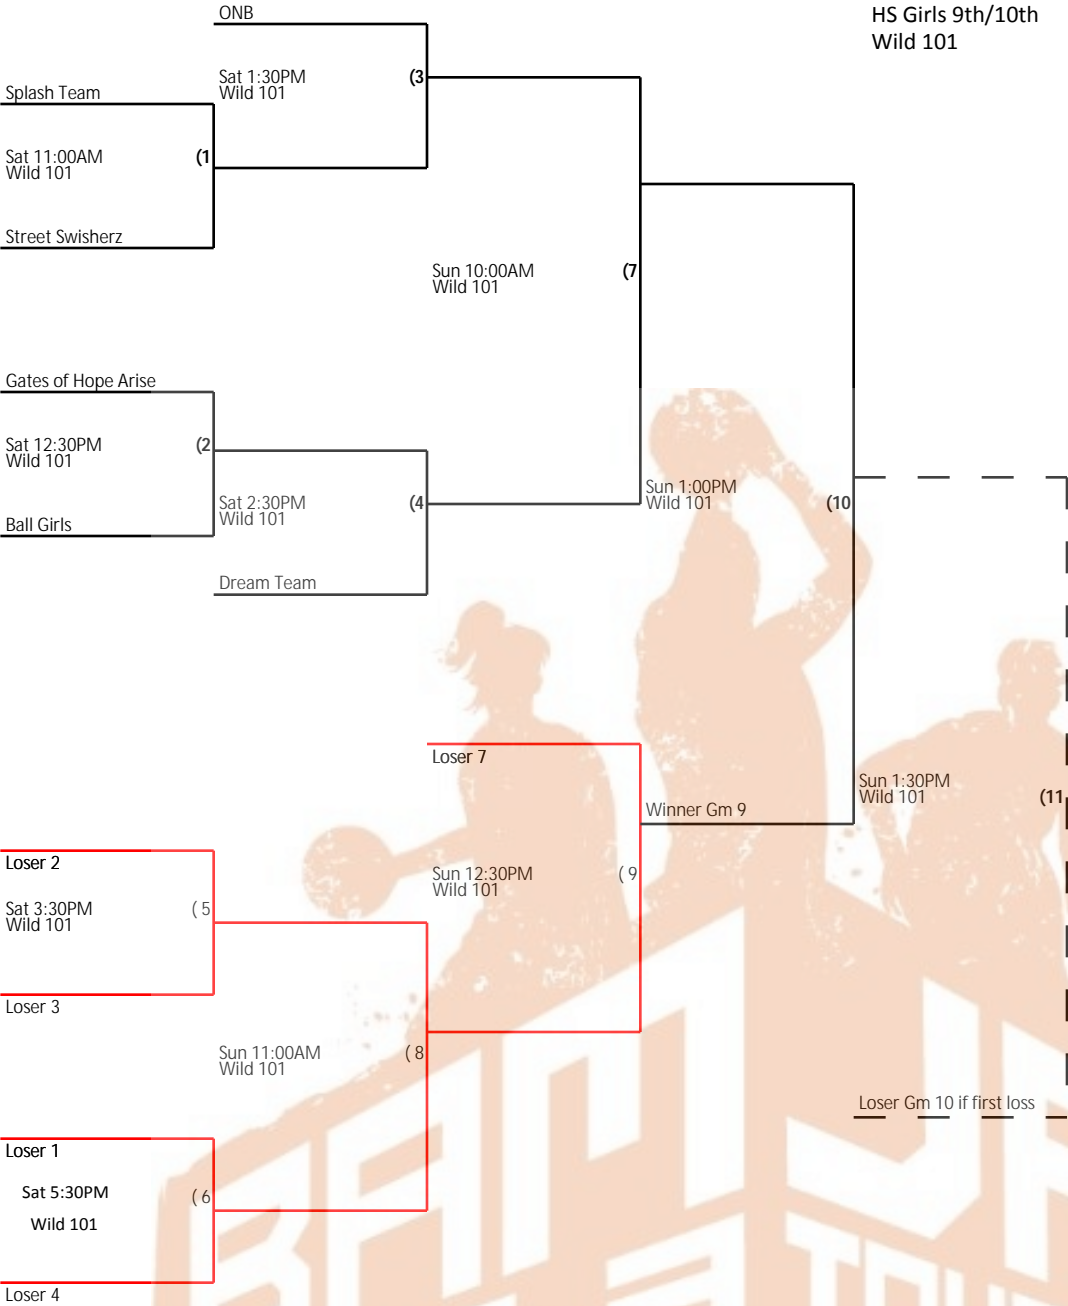 ONB
HS Girls 9th/10th
Wild 101
Sat 1:30PM
Wild 101
(3
Splash Team
Sat 11:00AM
Wild 101
(1
Street Swisherz
Sun 10:00AM
Wild 101
(7
Gates of Hope Arise
Sat 12:30PM
Wild 101
(2
Sat 2:30PM
Wild 101
(4
Sun 1:00PM
Wild 101
(10
Ball Girls
Dream Team
Loser 7
Sun 1:30PM
Wild 101
(11
Winner Gm 9
Loser 2
Sun 12:30PM
Wild 101
( 9
Sat 3:30PM
Wild 101
( 5
Loser 3
Sun 11:00AM
Wild 101
( 8
Loser Gm 10 if first loss
Loser 1
Sat 5:30PM
Wild 101
( 6
Loser 4